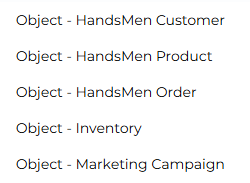 Object - HandsMen Customer
Object - HandsMen Product
Object - HandsMen Order
Object - Inventory
Object - Marketing Campaign